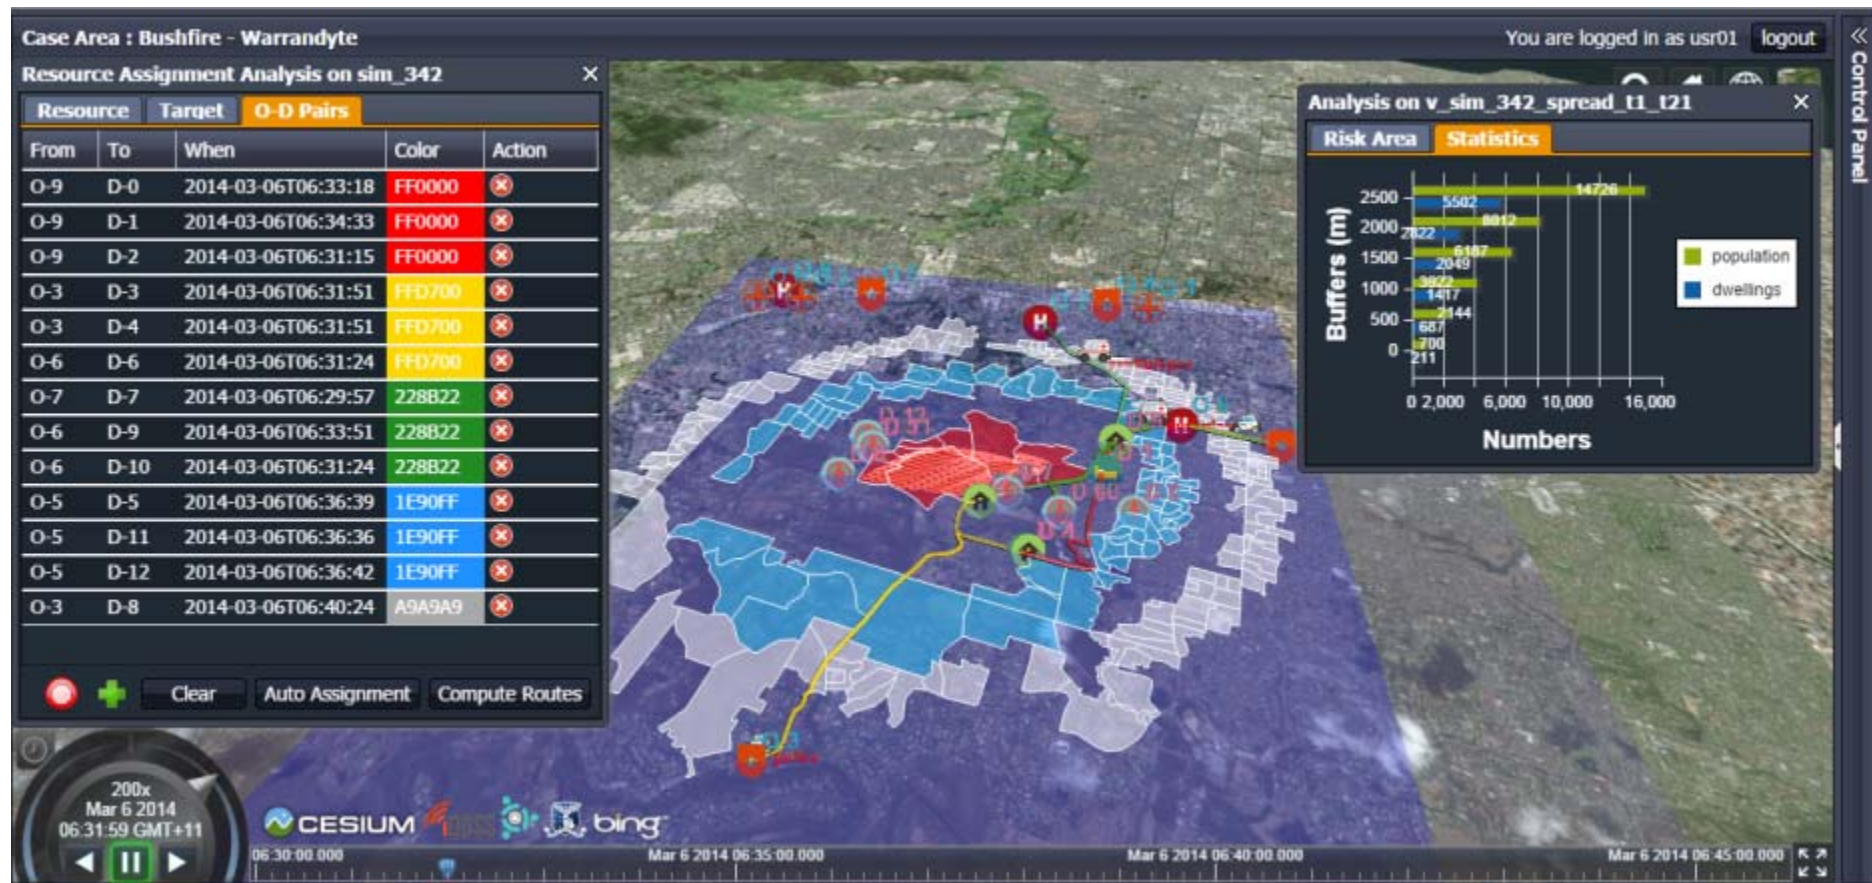 Case Area : Bushfire - Warrandyte
You are logged in as usr01 logout
Control Panel
Resource Assignment Analysis on sim_342
Resource Target O-D Pairs
From To When Color Action
O-9 D-0 2014-03-06T06:33:18 FF0000
O-9 D-1 2014-03-06T06:34:33 FF0000
O-9 D-2 2014-03-06T06:31:15 FF0000
O-3 D-3 2014-03-06T06:31:51 FFD700
O-3 D-4 2014-03-06T06:31:51 FFD700
O-6 D-6 2014-03-06T06:31:24 FFD700
O-7 D-7 2014-03-06T06:29:57 228B22
O-6 D-9 2014-03-06T06:33:51 228B22
O-6 D-10 2014-03-06T06:31:24 228B22
O-5 D-5 2014-03-06T06:36:39 1E90FF
O-5 D-11 2014-03-06T06:36:36 1E90FF
O-5 D-12 2014-03-06T06:36:42 1E90FF
O-3 D-8 2014-03-06T06:40:24 A9A9A9
Clear Auto Assignment Compute Routes
Analysis on v_sim_342_spread_t1_t21
Risk Area Statistics
Buffers (m)
2500
14726
5502
2000
8012
2822
1500
6187
2049
1000
3922
1417
500
2144
687
0
700
211
0 2,000 6,000 10,000 16,000
Numbers
population
dwellings
H
H
H
200x
Mar 6 2014
06:31:59 GMT+11
CESIUM
bing
06:30:00.000
Mar 6 2014 06:35:00.000
Mar 6 2014 06:40:00.000
Mar 6 2014 06:45:00.000